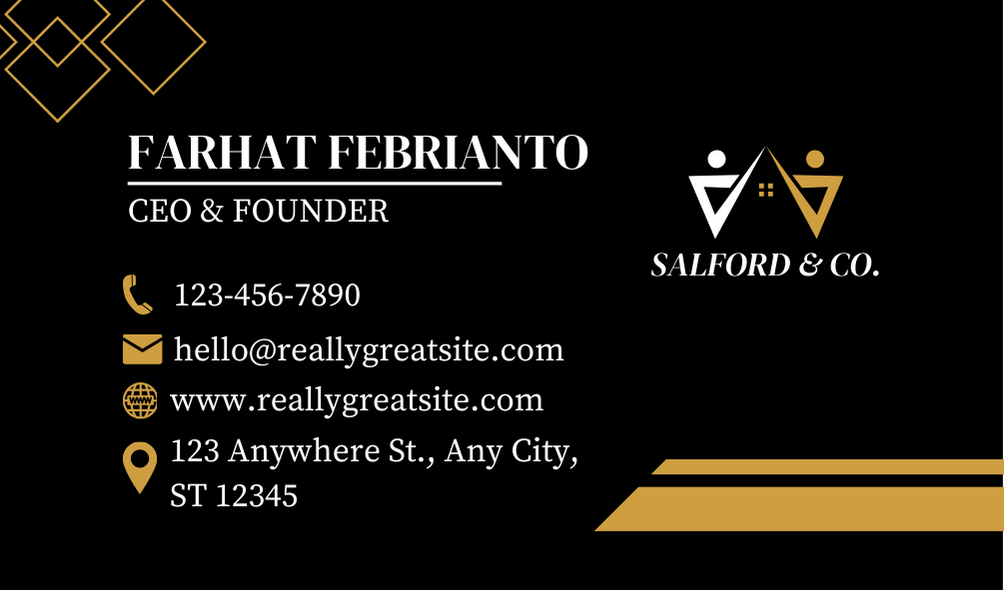 FARHAT FEBRIANTO
CEO & FOUNDER
123-456-7890
hello@reallygreatsite.com
www.reallygreatsite.com
123 Anywhere St., Any City,
ST 12345
SALFORD & CO.